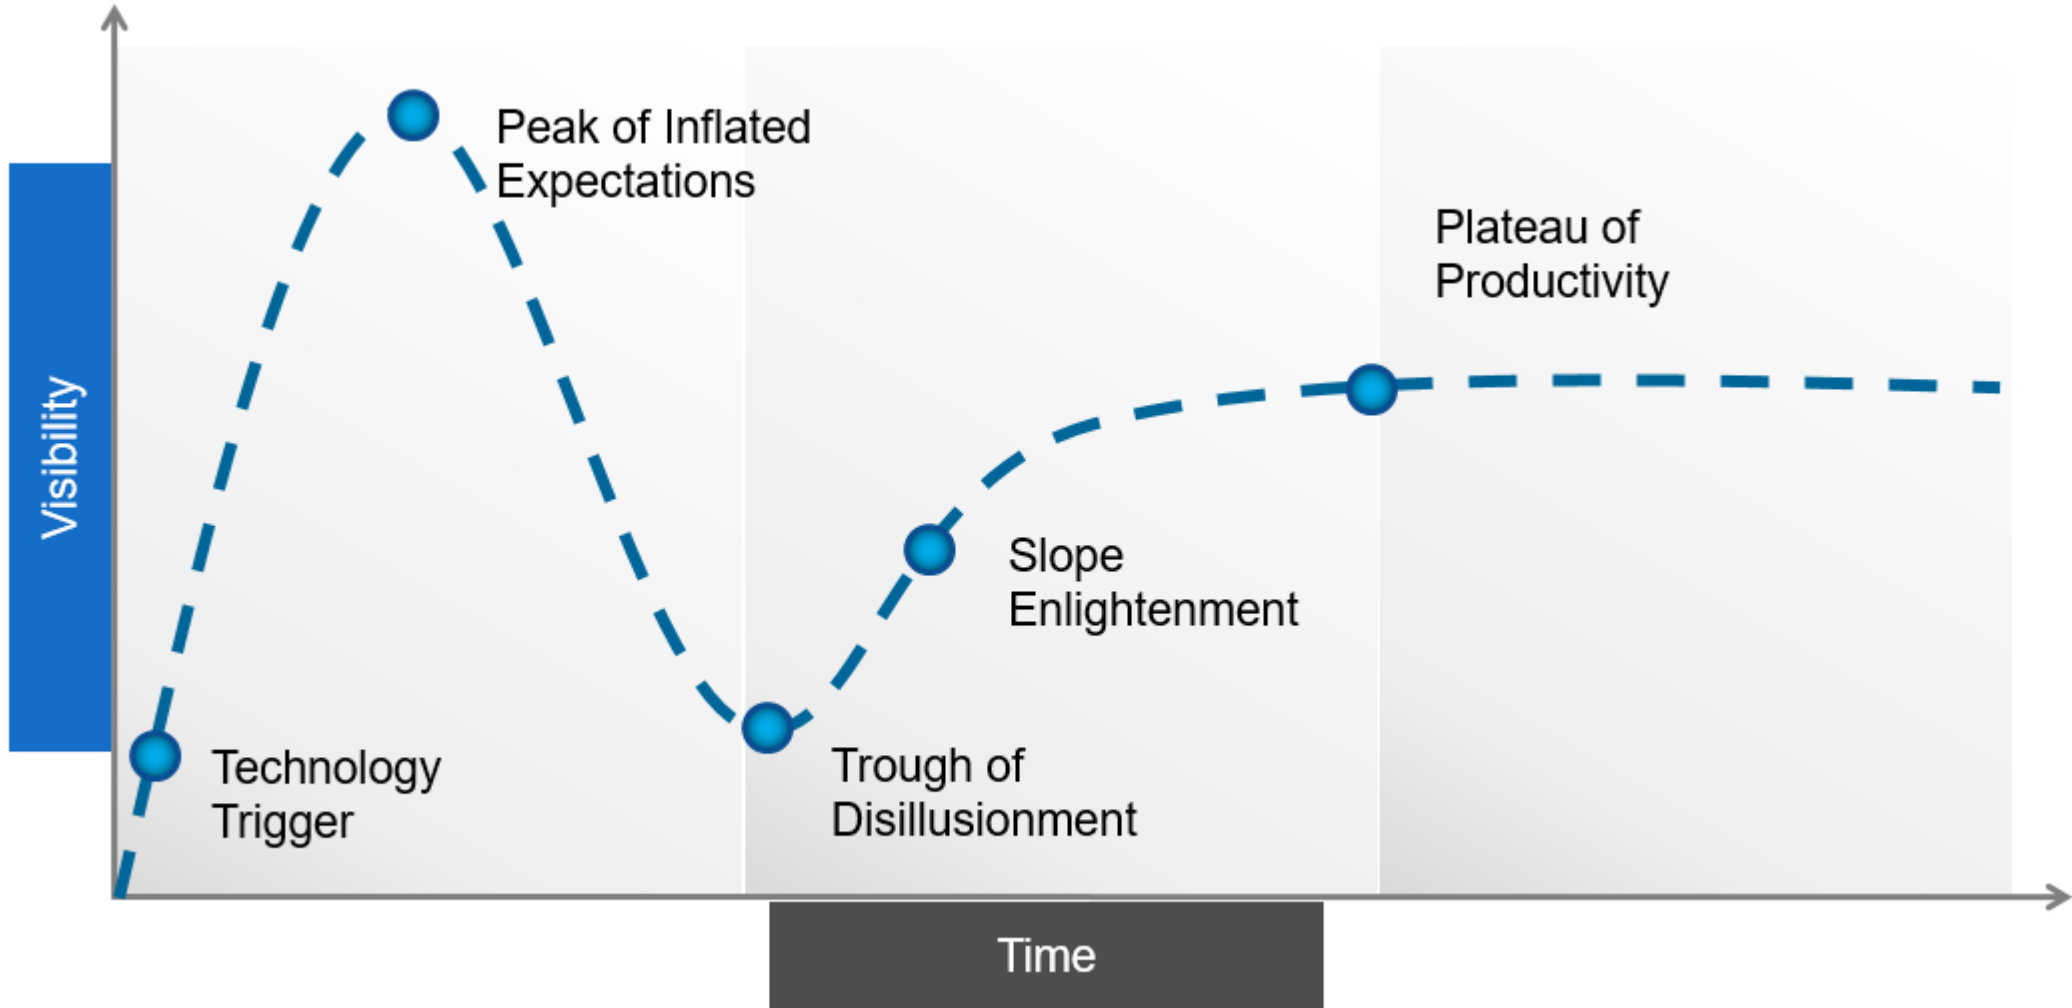 Peak of Inflated
Expectations
Plateau of
Productivity
Visibility
Slope
Enlightenment
Technology
Trigger
Trough of
Disillusionment
Time